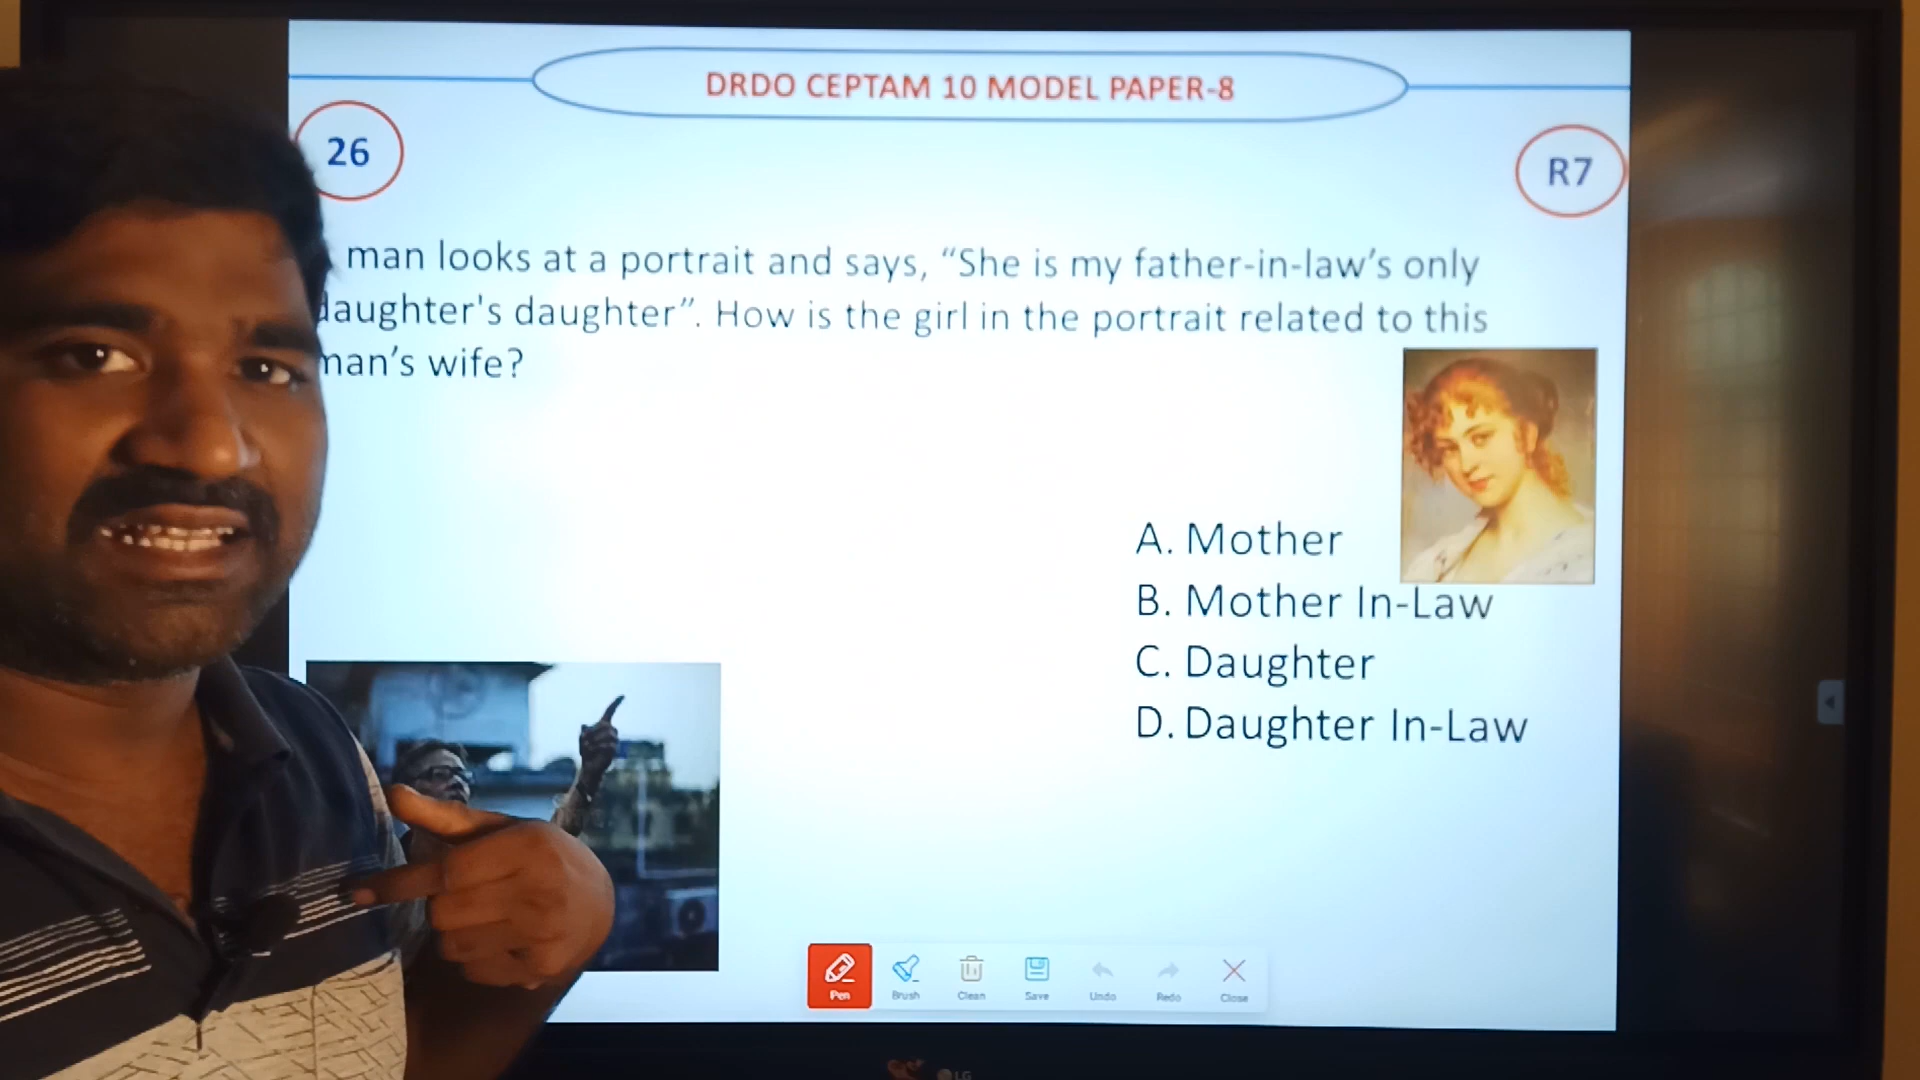 DRDO CEPTAM 10 MODEL PAPER-8
26
R7
man looks at a portrait and says, “She is my father-in-law’s only
daughter's daughter”. How is the girl in the portrait related to this
man’s wife?
A. Mother
B. Mother In-Law
C. Daughter
D. Daughter In-Law
Pen
Brush
Clean
Save
Undo
Redo
Close
LG